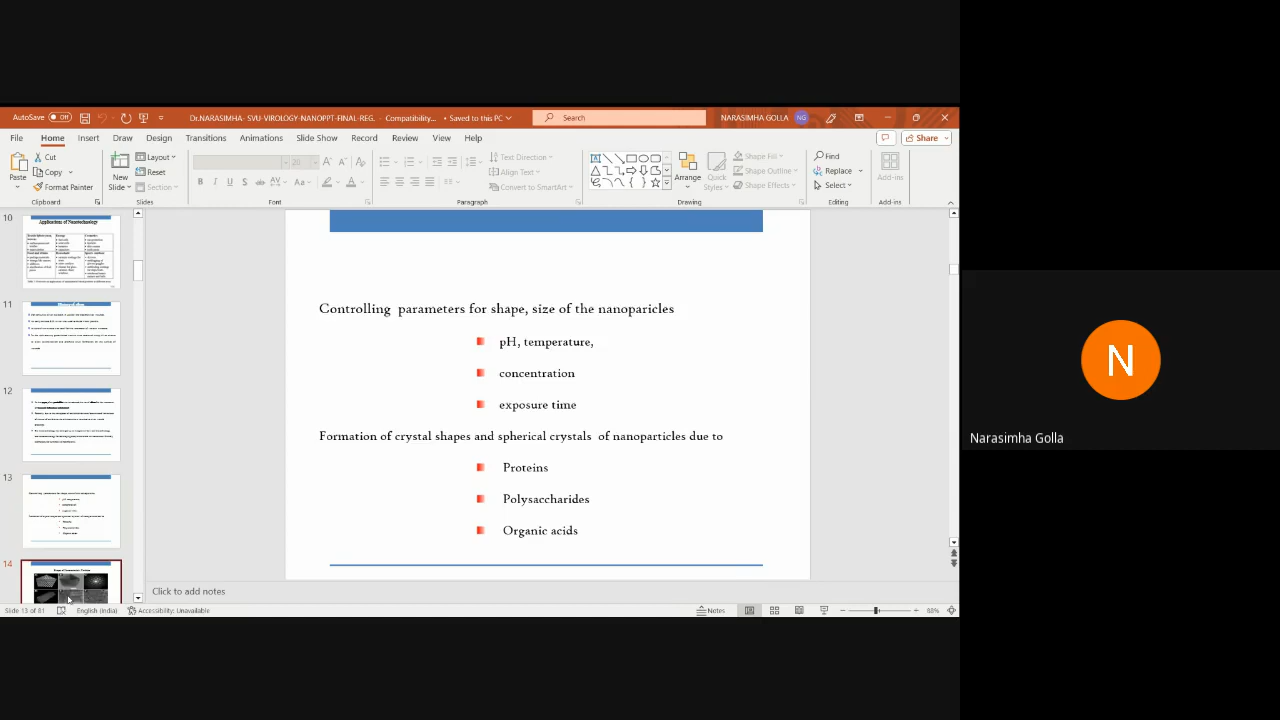 AutoSave Off Dr.NARASIMHA- SVU-VIROLOGY-NANOPPT-FINAL-REG. - Compatibility... • Saved to this PC Search NARASIMHA GOLLA NG
File Home Insert Draw Design Transitions Animations Slide Show Record Review View Help Share
Paste Cut Copy Format Painter Clipboard
New Slide Layout Reset Section Slides
20 B I U S ab AV Aa A A Font
Text Direction Align Text Convert to SmartArt Paragraph
Arrange Quick Styles Shape Fill Shape Outline Shape Effects Drawing
Find Replace Select Editing
Add-ins Add-ins
10
Applications of Nanotechnology
11
12
13
14
Controlling parameters for shape, size of the nanoparicles
pH, temperature,
concentration
exposure time
Formation of crystal shapes and spherical crystals of nanoparticles due to
Proteins
Polysaccharides
Organic acids
Click to add notes
Slide 13 of 81 English (India) Accessibility: Unavailable Notes 88%
N
Narasimha Golla